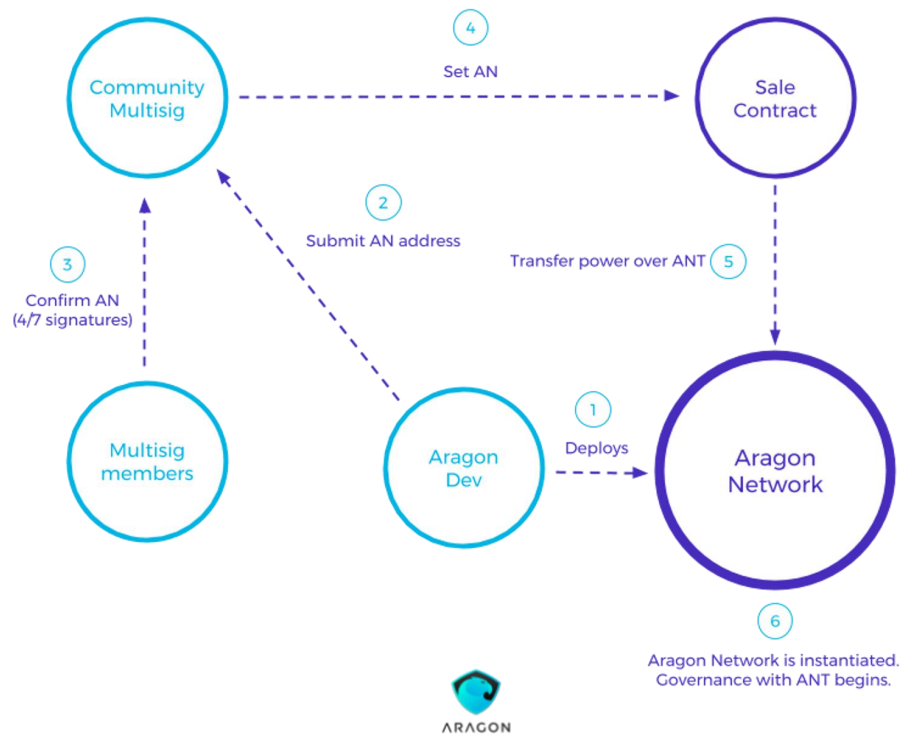 4
Set AN
Community
Multisig
Sale
Contract
2
Submit AN address
3
Confirm AN
(4/7 signatures)
Transfer power over ANT
5
1
Deploys
Multisig
members
Aragon
Dev
Aragon
Network
6
Aragon Network is instantiated.
Governance with ANT begins.
ARAGON